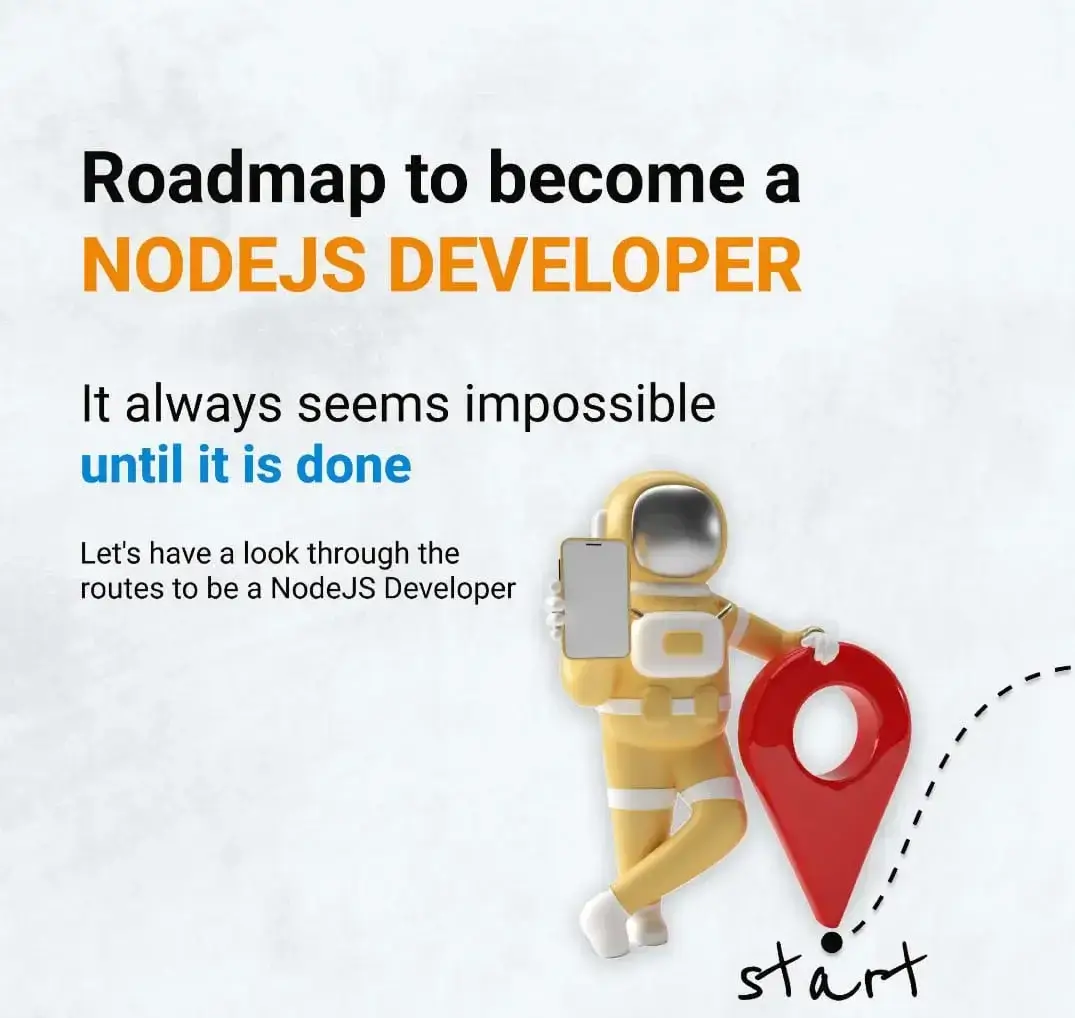 Roadmap to become a
NODEJS DEVELOPER
It always seems impossible
until it is done
Let's have a look through the
routes to be a NodeJS Developer
start